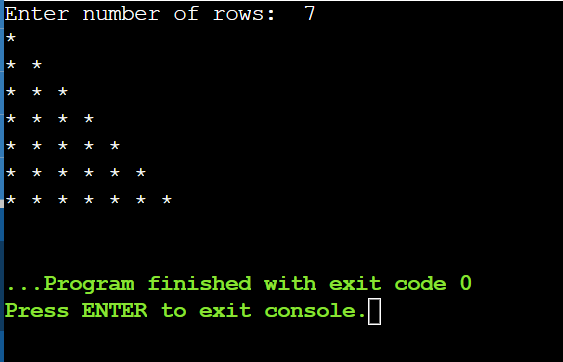 Enter number of rows:  7
*
* *
* * *
* * * *
* * * * *
* * * * * *
* * * * * * *
...Program finished with exit code 0
Press ENTER to exit console.